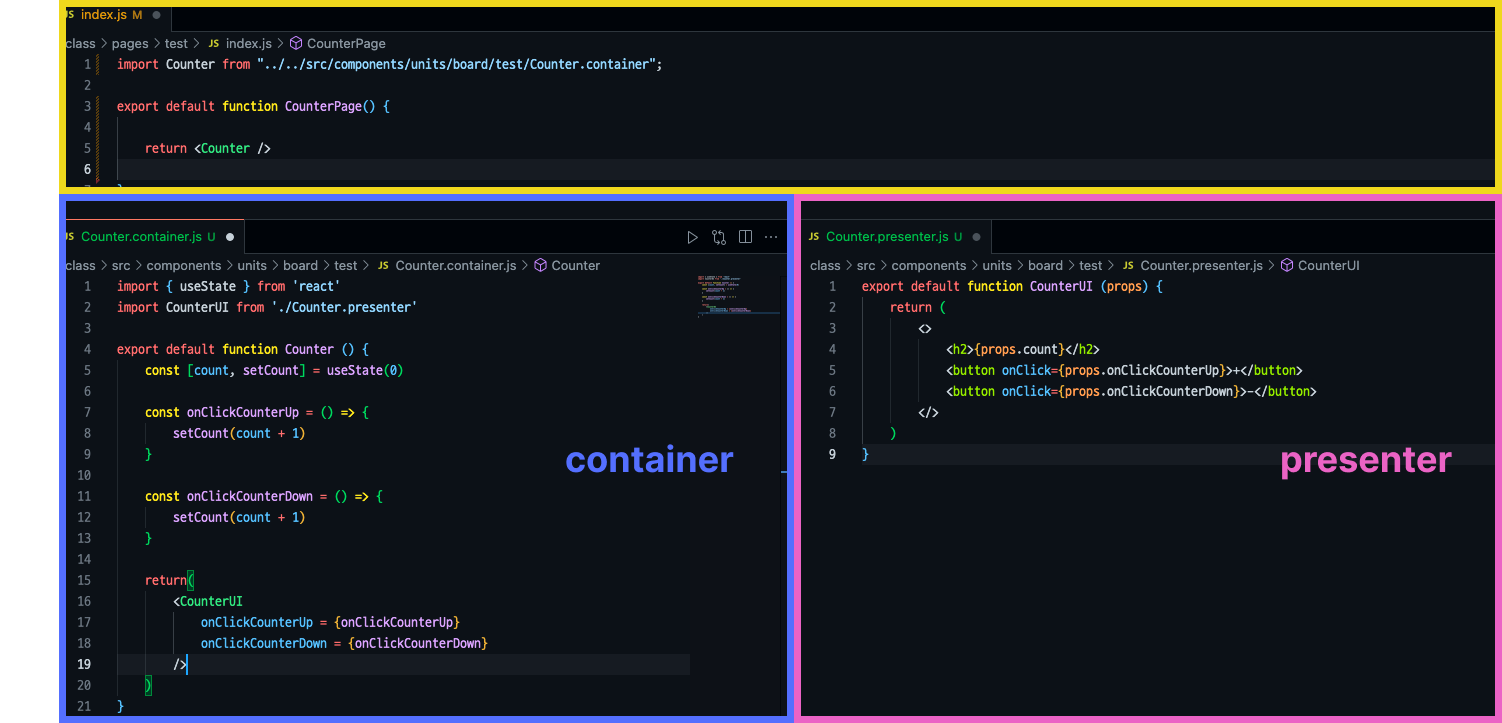 JS index.js M ●
class > pages > test > JS index.js > CounterPage
1 import Counter from "../../src/components/units/board/test/Counter.container";
2
3 export default function CounterPage() {
4
5 return <Counter />
6
JS Counter.container.js U ●
class > src > components > units > board > test > JS Counter.container.js > Counter
1 import { useState } from 'react'
2 import CounterUI from './Counter.presenter'
3
4 export default function Counter () {
5 const [count, setCount] = useState(0)
6
7 const onClickCounterUp = () => {
8 setCount(count + 1)
9 }
10
11 const onClickCounterDown = () => {
12 setCount(count + 1)
13 }
14
15 return(
16 <CounterUI
17 onClickCounterUp = {onClickCounterUp}
18 onClickCounterDown = {onClickCounterDown}
19 />
20 )
21 }
container
JS Counter.presenter.js U ●
class > src > components > units > board > test > JS Counter.presenter.js > CounterUI
1 export default function CounterUI (props) {
2 return (
3 <>
4 <h2>{props.count}</h2>
5 <button onClick={props.onClickCounterUp}>+</button>
6 <button onClick={props.onClickCounterDown}>-</button>
7 </>
8 )
9 }
presenter